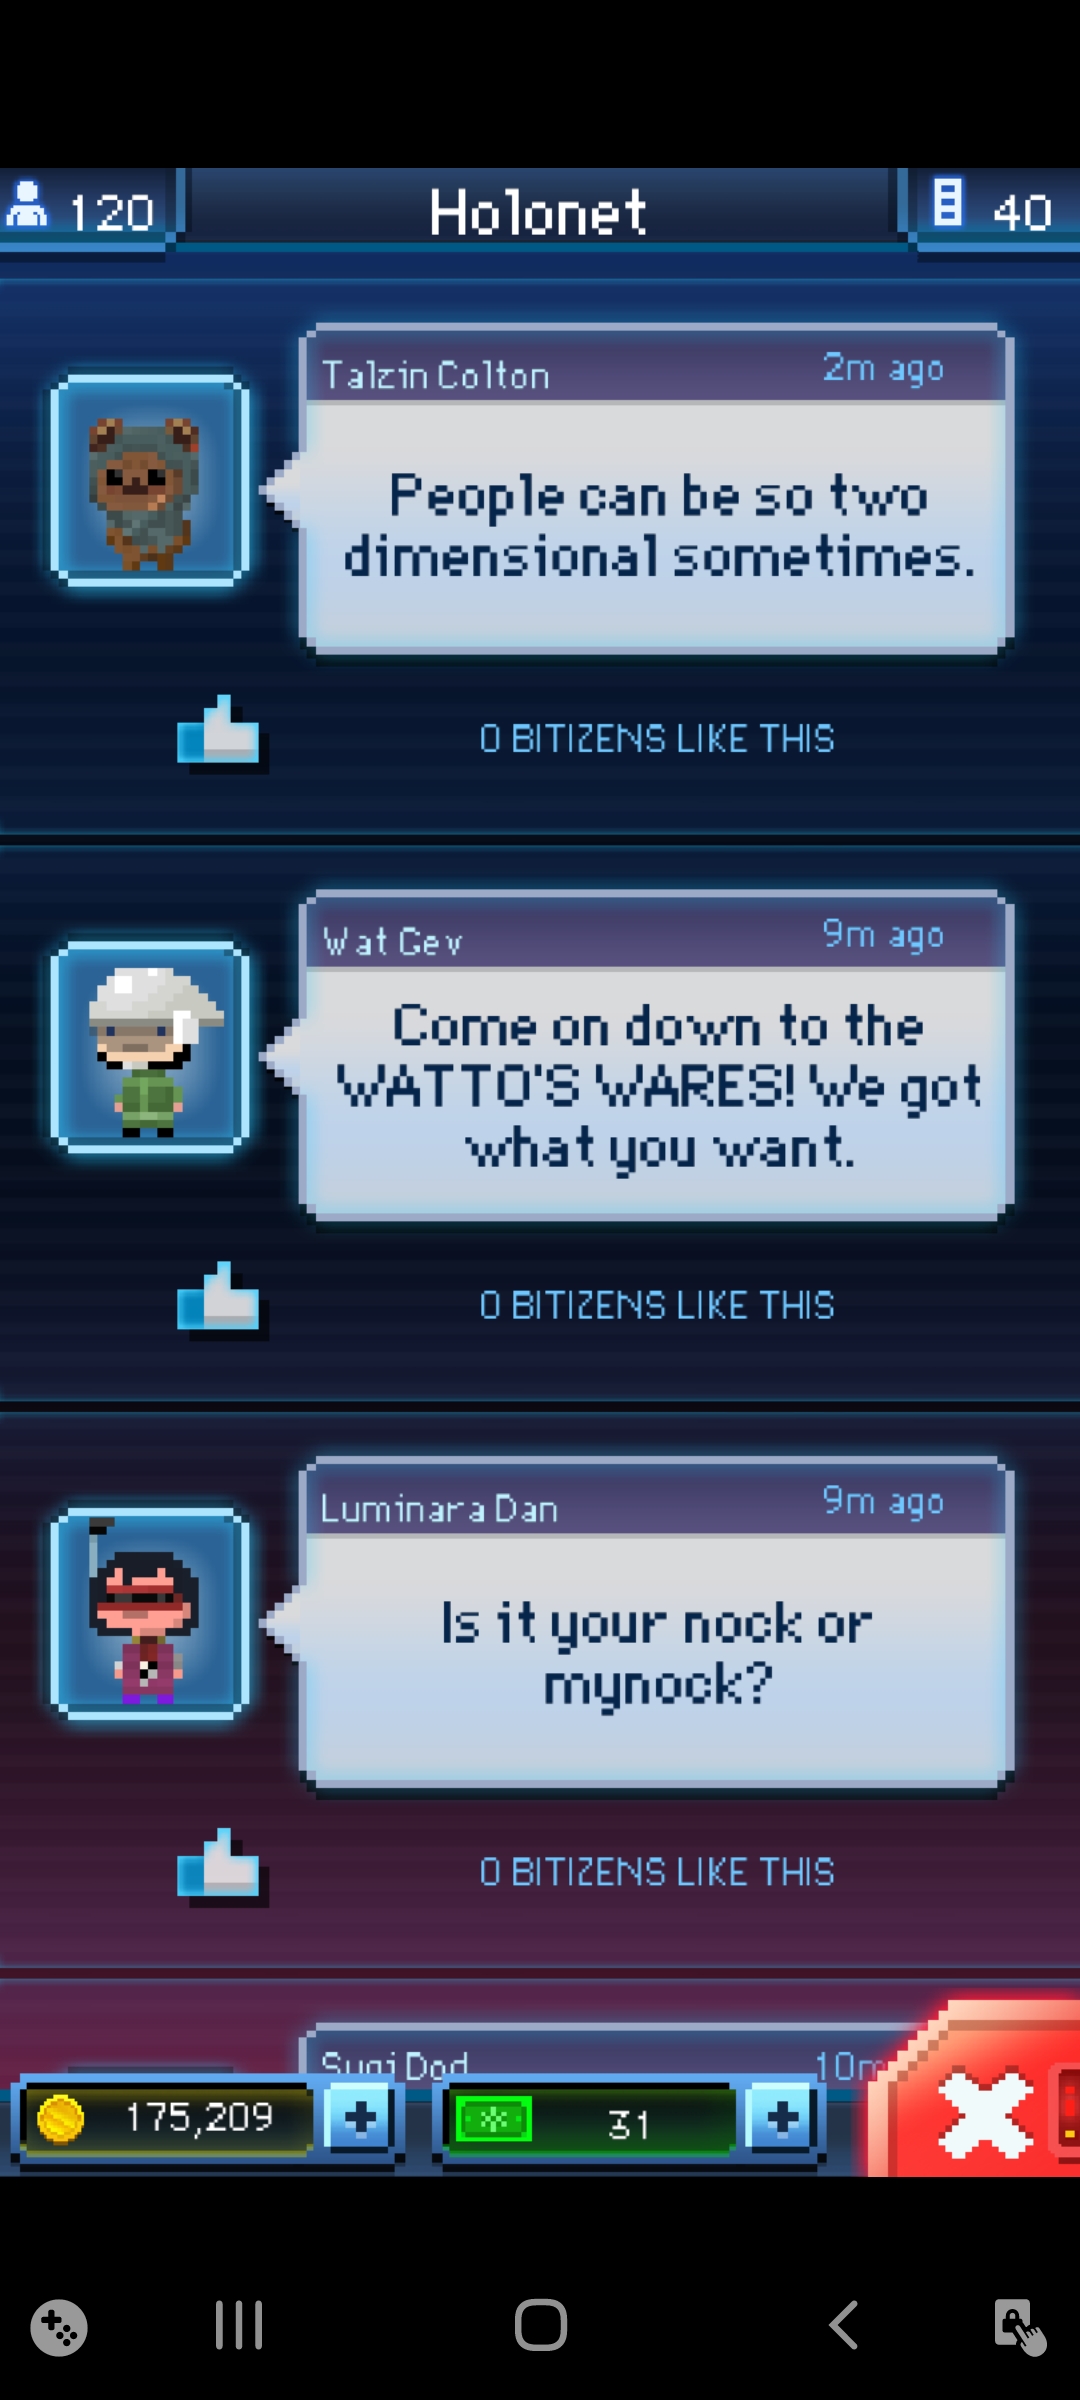 120
Holonet
40
Talzin Colton
2m ago
People can be so two
dimensional sometimes.
0 BITIZENS LIKE THIS
Wat Gev
9m ago
Come on down to the
WATTO'S WARES! We got
what you want.
0 BITIZENS LIKE THIS
Luminara Dan
9m ago
Is it your nock or
mynock?
0 BITIZENS LIKE THIS
Sugi Dod
10m
175,209
31